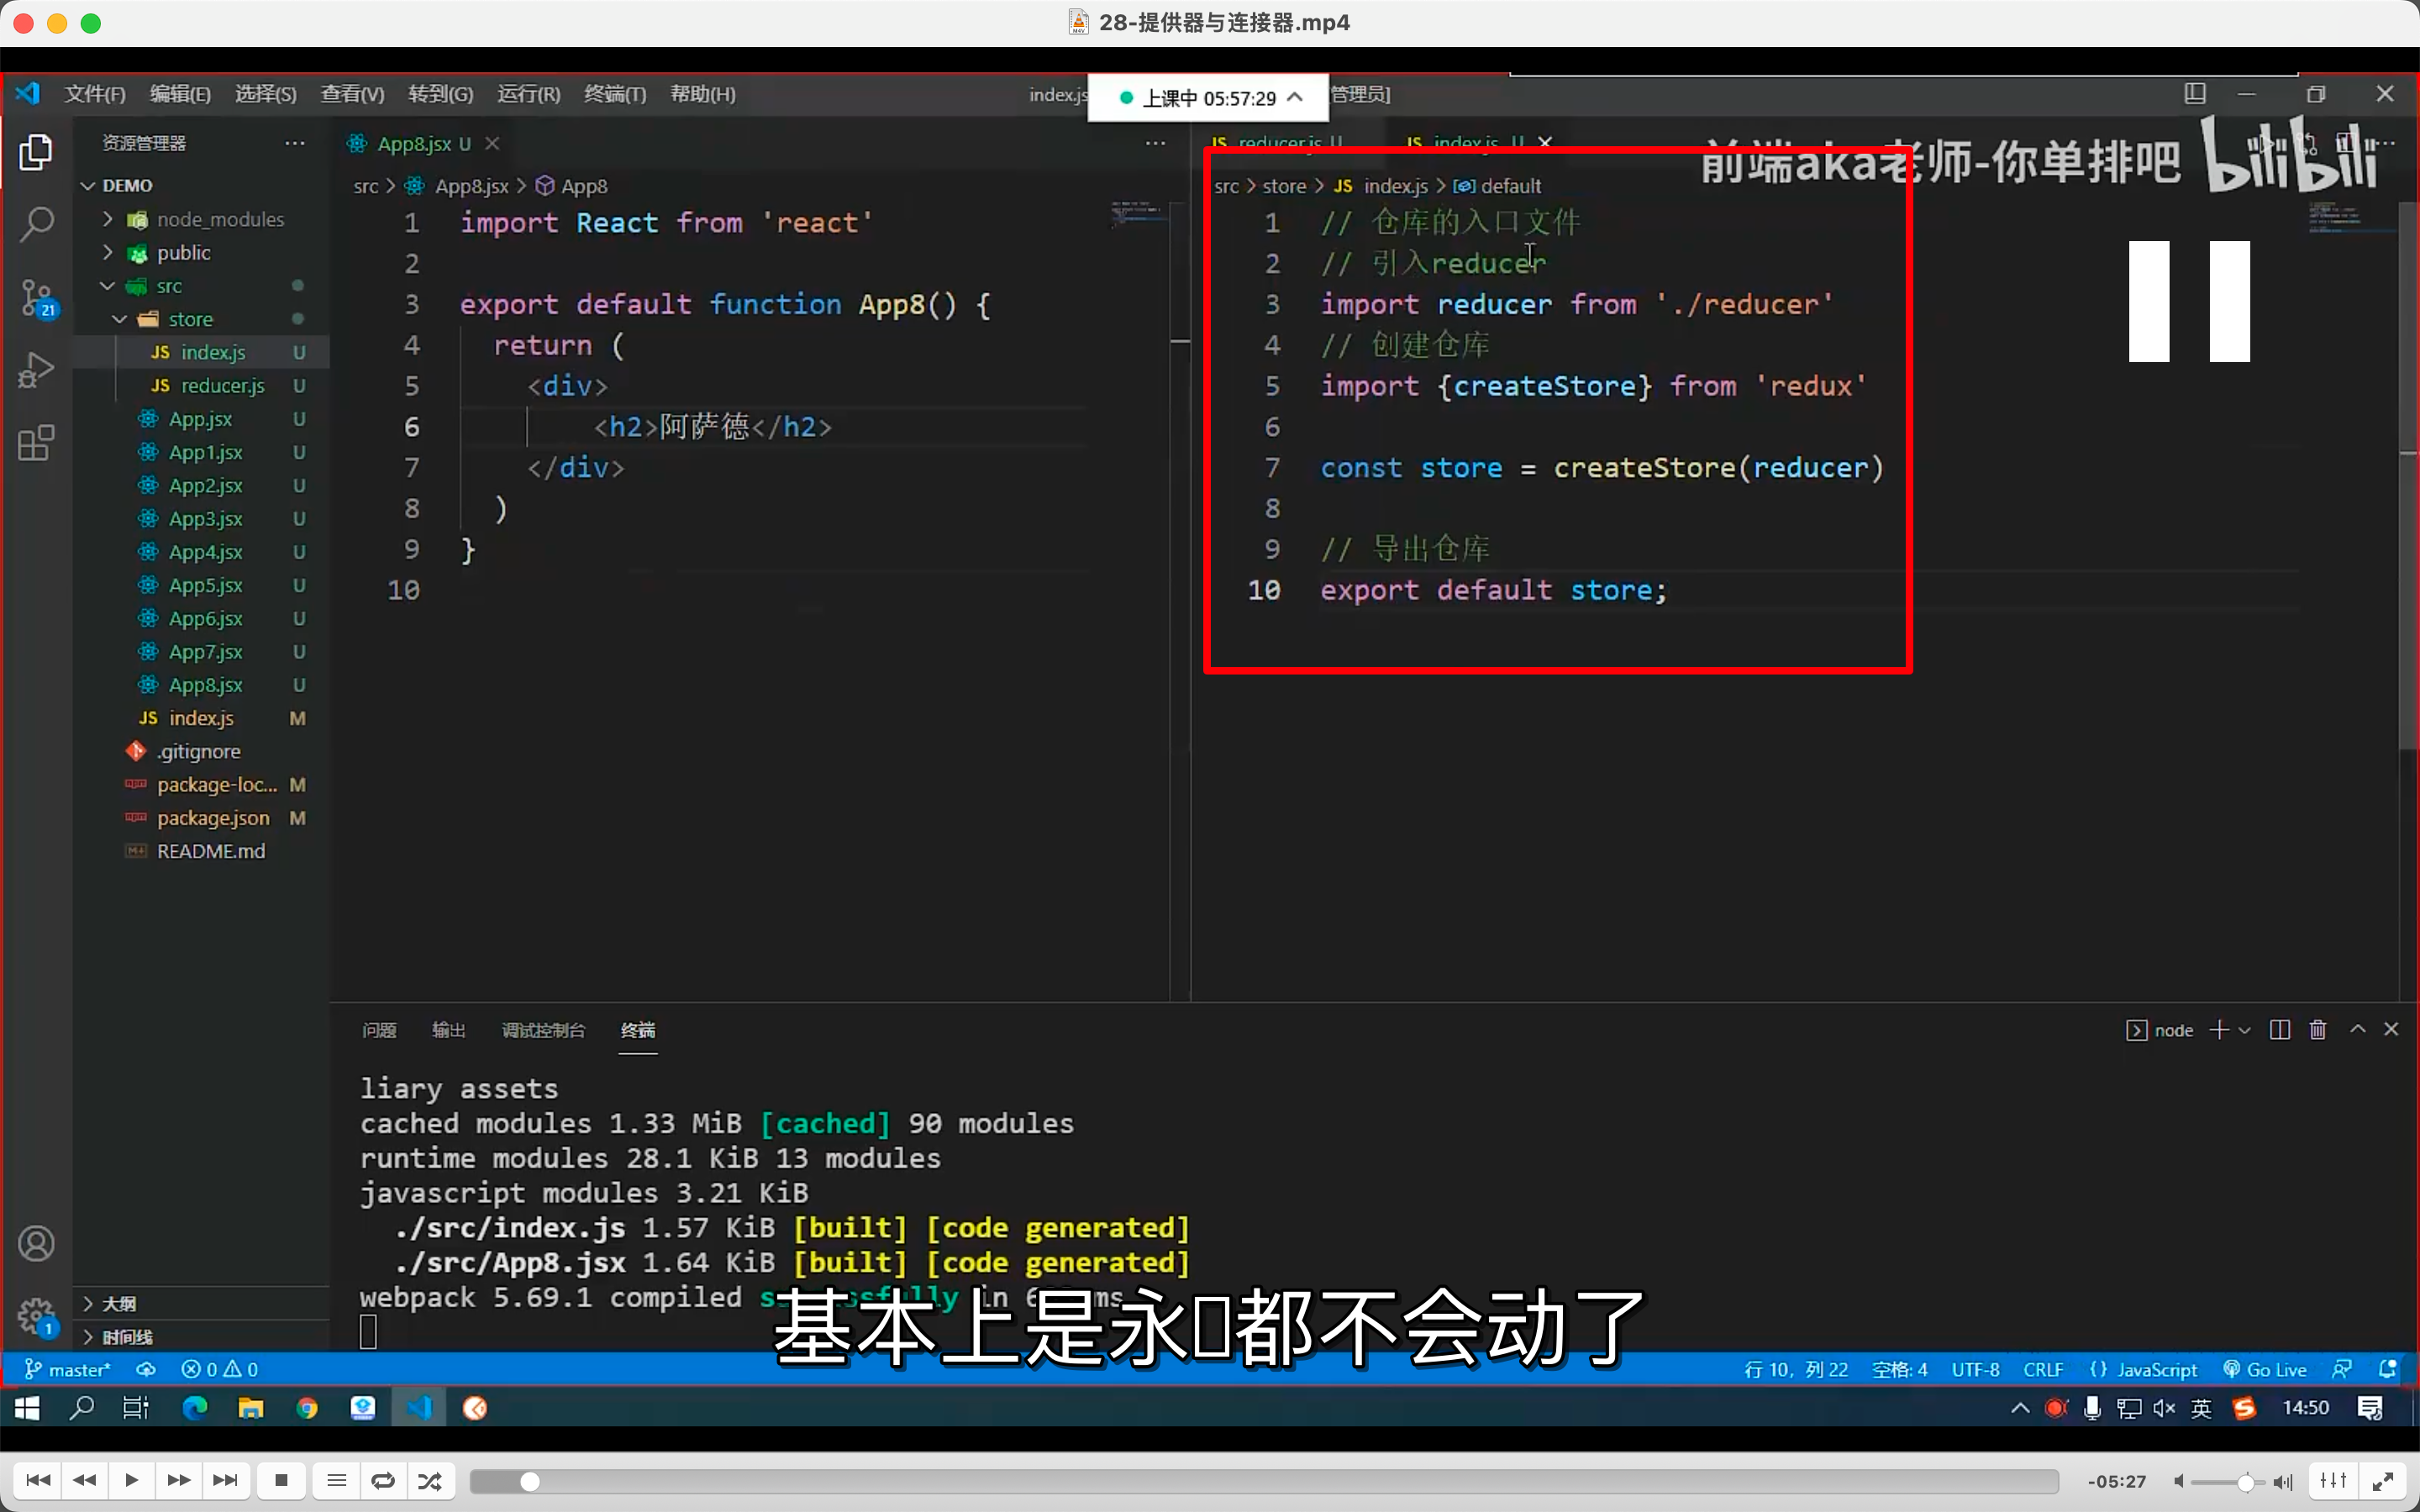 28-提供器与连接器.mp4
文件(F) 编辑(E) 选择(S) 查看(V) 转到(G) 运行(R) 终端(T) 帮助(H)
index.js
上课中 05:57:29
管理员]
资源管理器
App8.jsx U
reducer.js U
index.js U
前端aka老师-你单排吧 bilibili
DEMO
node_modules
public
src
store
index.js U
reducer.js U
App.jsx U
App1.jsx U
App2.jsx U
App3.jsx U
App4.jsx U
App5.jsx U
App6.jsx U
App7.jsx U
App8.jsx U
index.js M
.gitignore
package-loc... M
package.json M
README.md
大纲
时间线
21
1
src > App8.jsx > App8
1 import React from 'react'
2
3 export default function App8() {
4 return (
5 <div>
6 <h2>阿萨德</h2>
7 </div>
8 )
9 }
10
src > store > JS index.js > default
1 // 仓库的入口文件
2 // 引入reducer
3 import reducer from './reducer'
4 // 创建仓库
5 import {createStore} from 'redux'
6
7 const store = createStore(reducer)
8
9 // 导出仓库
10 export default store;
问题 输出 调试控制台 终端
node
liary assets
cached modules 1.33 MiB [cached] 90 modules
runtime modules 28.1 KiB 13 modules
javascript modules 3.21 KiB
./src/index.js 1.57 KiB [built] [code generated]
./src/App8.jsx 1.64 KiB [built] [code generated]
webpack 5.69.1 compiled successfully in ms
基本上是永都不会动了
master* 0 0
行 10, 列 22 空格: 4 UTF-8 CRLF {} JavaScript Go Live
英 14:50
-05:27